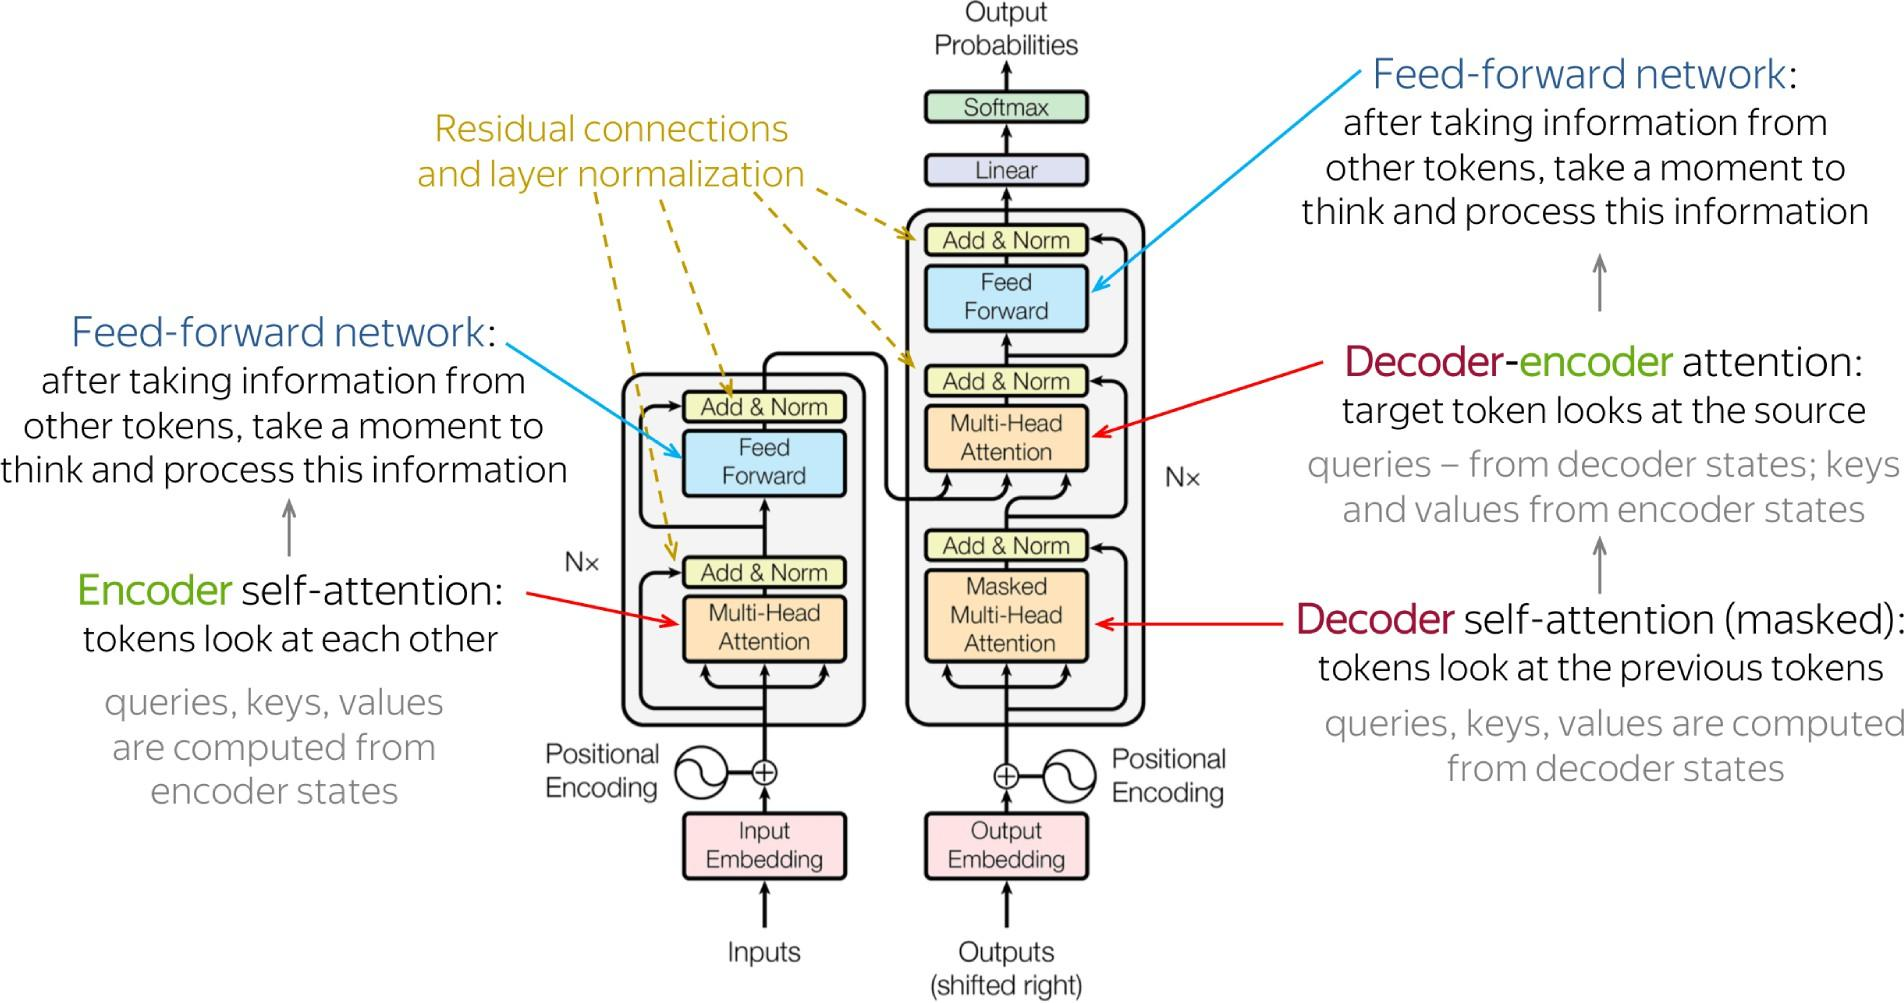 Output
Probabilities
Softmax
Linear
Add & Norm
Feed
Forward
Add & Norm
Multi-Head
Attention
Add & Norm
Masked
Multi-Head
Attention
N×
Positional
Encoding
Output
Embedding
Outputs
(shifted right)
Residual connections
and layer normalization
Add & Norm
Feed
Forward
Add & Norm
Multi-Head
Attention
N×
Positional
Encoding
Input
Embedding
Inputs
Feed-forward network:
after taking information from
other tokens, take a moment to
think and process this information
Encoder self-attention:
tokens look at each other
queries, keys, values
are computed from
encoder states
Feed-forward network:
after taking information from
other tokens, take a moment to
think and process this information
Decoder-encoder attention:
target token looks at the source
queries – from decoder states; keys
and values from encoder states
Decoder self-attention (masked):
tokens look at the previous tokens
queries, keys, values are computed
from decoder states